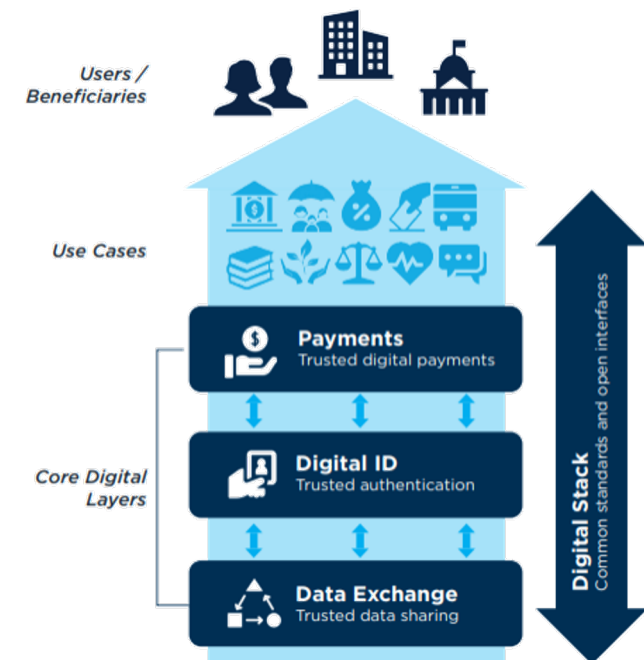 Users /
Beneficiaries
Use Cases
Payments
Trusted digital payments
Digital ID
Trusted authentication
Core Digital
Layers
Data Exchange
Trusted data sharing
Digital Stack
Common standards and open interfaces